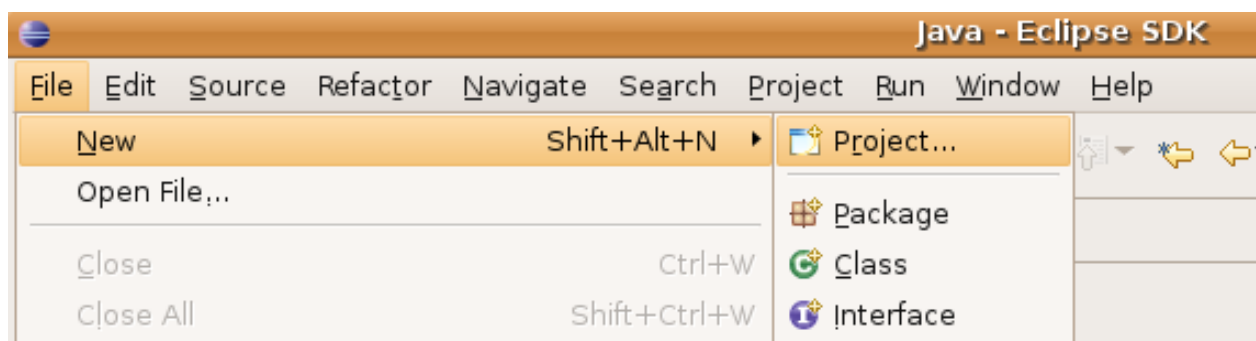 Java - Eclipse SDK
File Edit Source Refactor Navigate Search Project Run Window Help
New Shift+Alt+N Project...
Open File...
Package
Close Ctrl+W Class
Close All Shift+Ctrl+W Interface